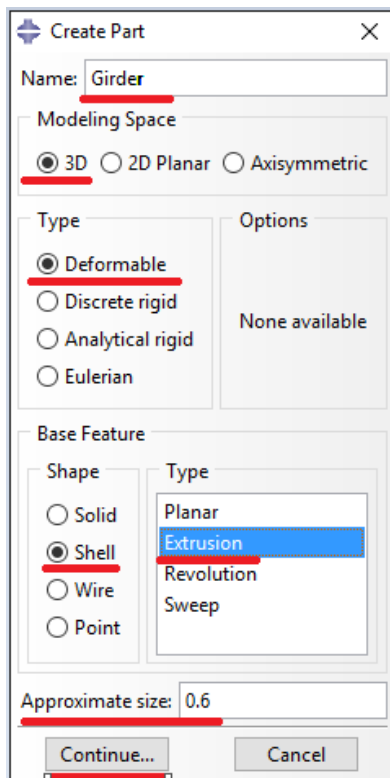 Create Part
Name: Girder
Modeling Space
3D 2D Planar Axisymmetric
Type
Deformable
Discrete rigid
Analytical rigid
Eulerian
Options
None available
Base Feature
Shape
Solid
Shell
Wire
Point
Type
Planar
Extrusion
Revolution
Sweep
Approximate size: 0.6
Continue... Cancel